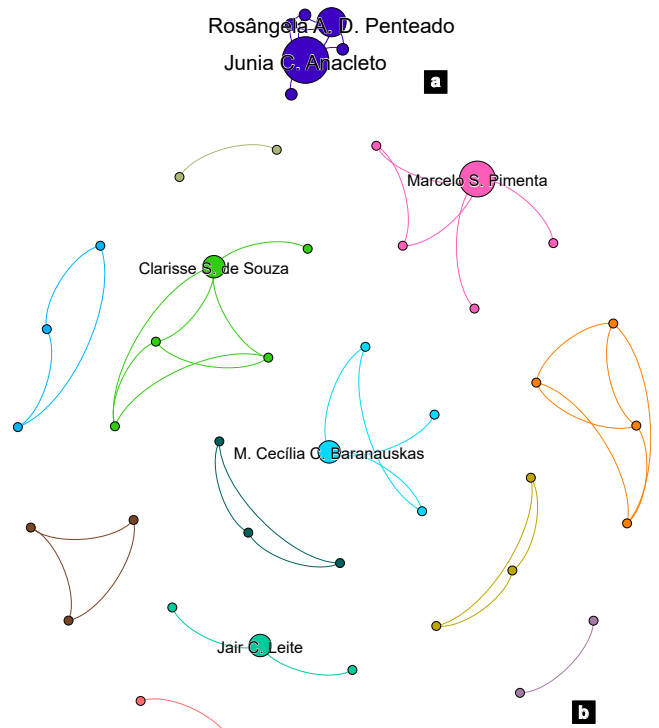 Rosângela A. D. Penteado
Junia C. Anacleto
a
Marcelo S. Pimenta
Clarisse S. de Souza
M. Cecília C. Baranauskas
Jair C. Leite
b